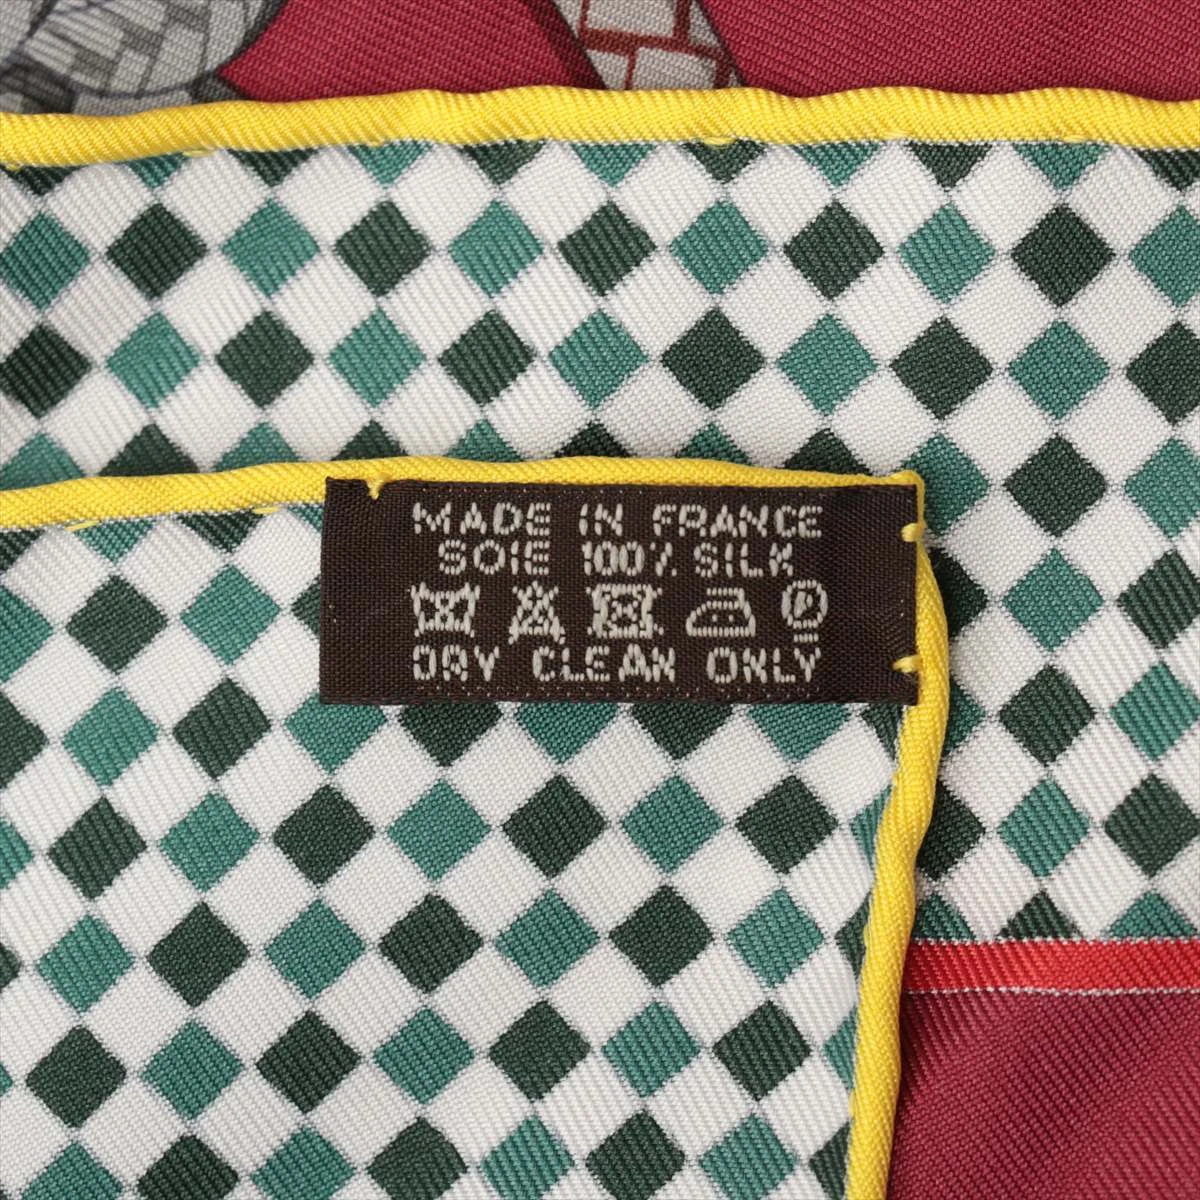 MADE IN FRANCE
SOIE 100% SILK
P
DRY CLEAN ONLY